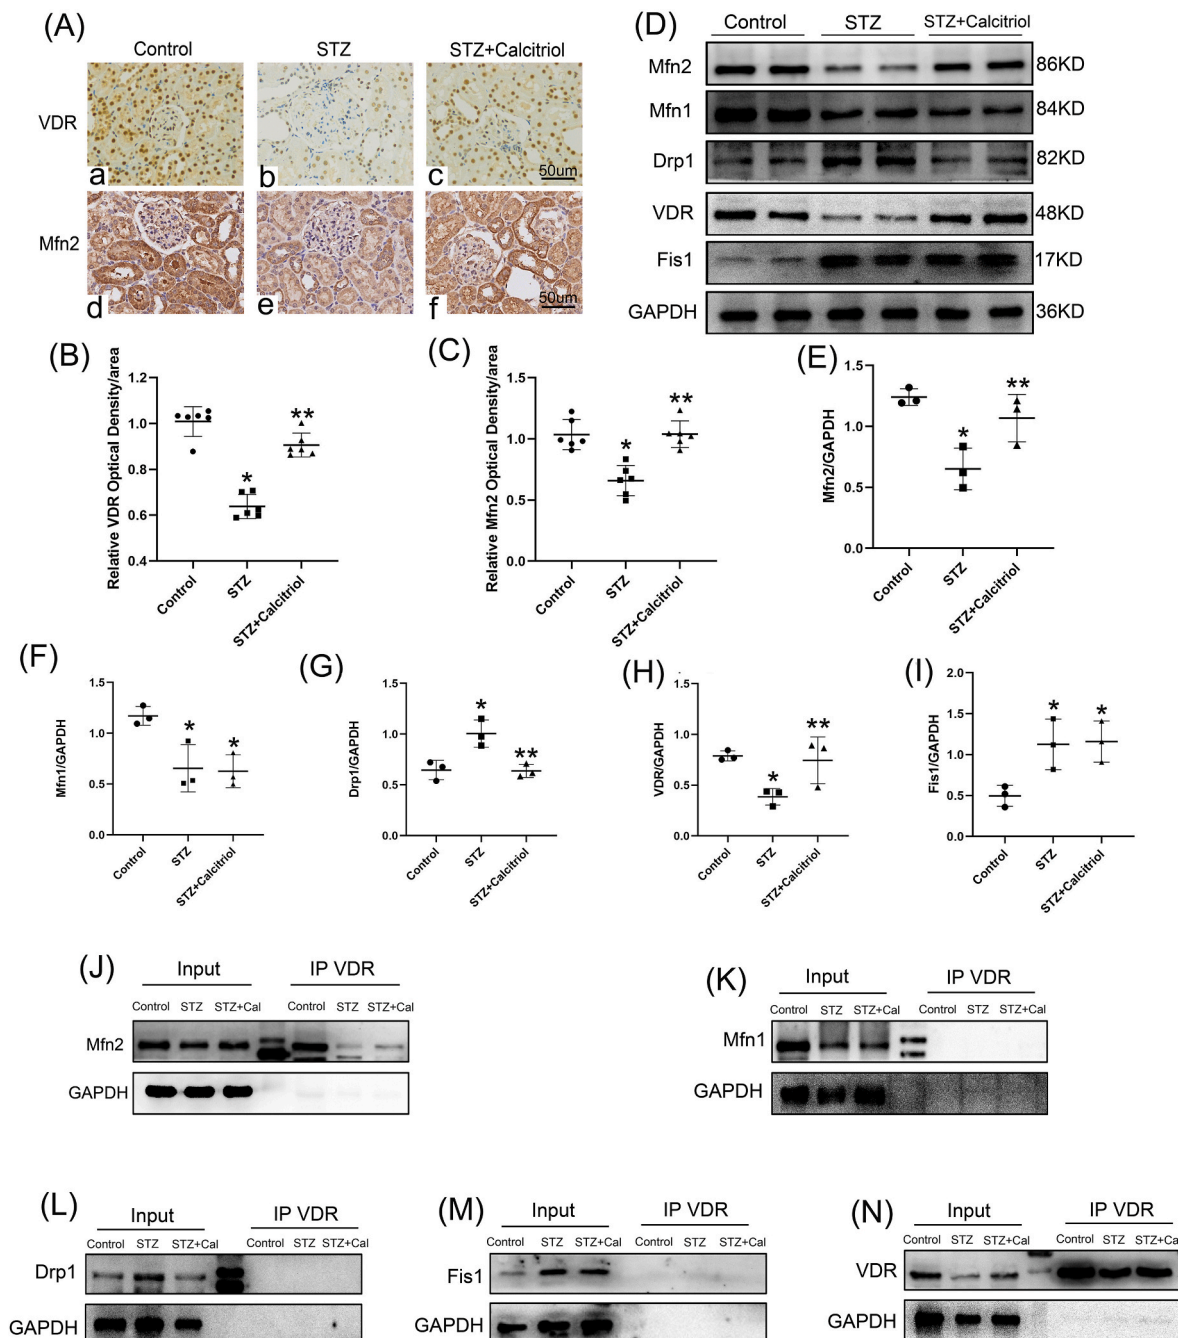 (A)
Control STZ STZ+Calcitriol
VDR
a b c 50um
Mfn2
d e f 50um
(D)
Control STZ STZ+Calcitriol
Mfn2 86KD
Mfn1 84KD
Drp1 82KD
VDR 48KD
Fis1 17KD
GAPDH 36KD
(B)
Relative VDR Optical Density/area
1.2
1.0
0.8
0.6
0.4
* **
Control STZ STZ+Calcitriol
(C)
Relative Mfn2 Optical Density/area
1.5
1.0
0.5
0.0
* **
Control STZ STZ+Calcitriol
(E)
Mfn2/GAPDH
1.5
1.0
0.5
0.0
* **
Control STZ STZ+Calcitriol
(F)
Mfn1/GAPDH
1.5
1.0
0.5
0.0
* *
Control STZ STZ+Calcitriol
(G)
Drp1/GAPDH
1.5
1.0
0.5
0.0
* **
Control STZ STZ+Calcitriol
(H)
VDR/GAPDH
1.5
1.0
0.5
0.0
* **
Control STZ STZ+Calcitriol
(I)
Fis1/GAPDH
2.0
1.5
1.0
0.5
0.0
* *
Control STZ STZ+Calcitriol
(J)
Input IP VDR
Control STZ STZ+Cal Control STZ STZ+Cal
Mfn2
GAPDH
(K)
Input IP VDR
Control STZ STZ+Cal Control STZ STZ+Cal
Mfn1
GAPDH
(L)
Input IP VDR
Control STZ STZ+Cal Control STZ STZ+Cal
Drp1
GAPDH
(M)
Input IP VDR
Control STZ STZ+Cal Control STZ STZ+Cal
Fis1
GAPDH
(N)
Input IP VDR
Control STZ STZ+Cal Control STZ STZ+Cal
VDR
GAPDH